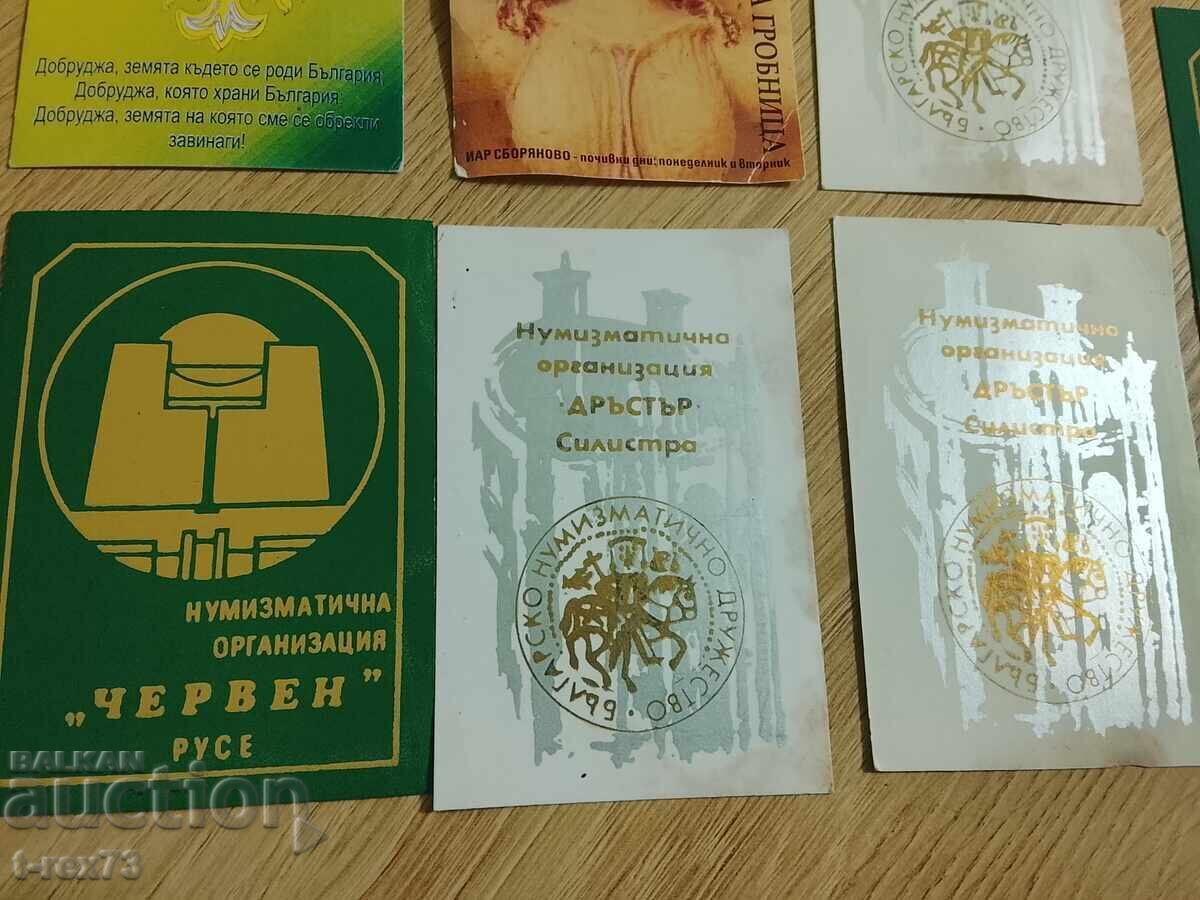 Добруджа, земята където се роди България,
Добруджа, която храни България,
Добруджа, земята на която сме се обрекли
завинаги!
ГРОБНИЦА
ИАР СБОРЯНОВО - почивни дни: понеделник и вторник
БЪЛГАРСКО НУМИЗМАТИЧНО ДРУЖЕСТВО
НУМИЗМАТИЧНА
ОРГАНИЗАЦИЯ
„ЧЕРВЕН”
РУСЕ
Нумизматична
организация
ДРЪСТЪР
Силистра
БЪЛГАРСКО НУМИЗМАТИЧНО ДРУЖЕСТВО
Нумизматична
организация
ДРЪСТЪР
Силистра
БЪЛГАРСКО НУМИЗМАТИЧНО ДРУЖЕСТВО
BALKAN
auction
t-rex73